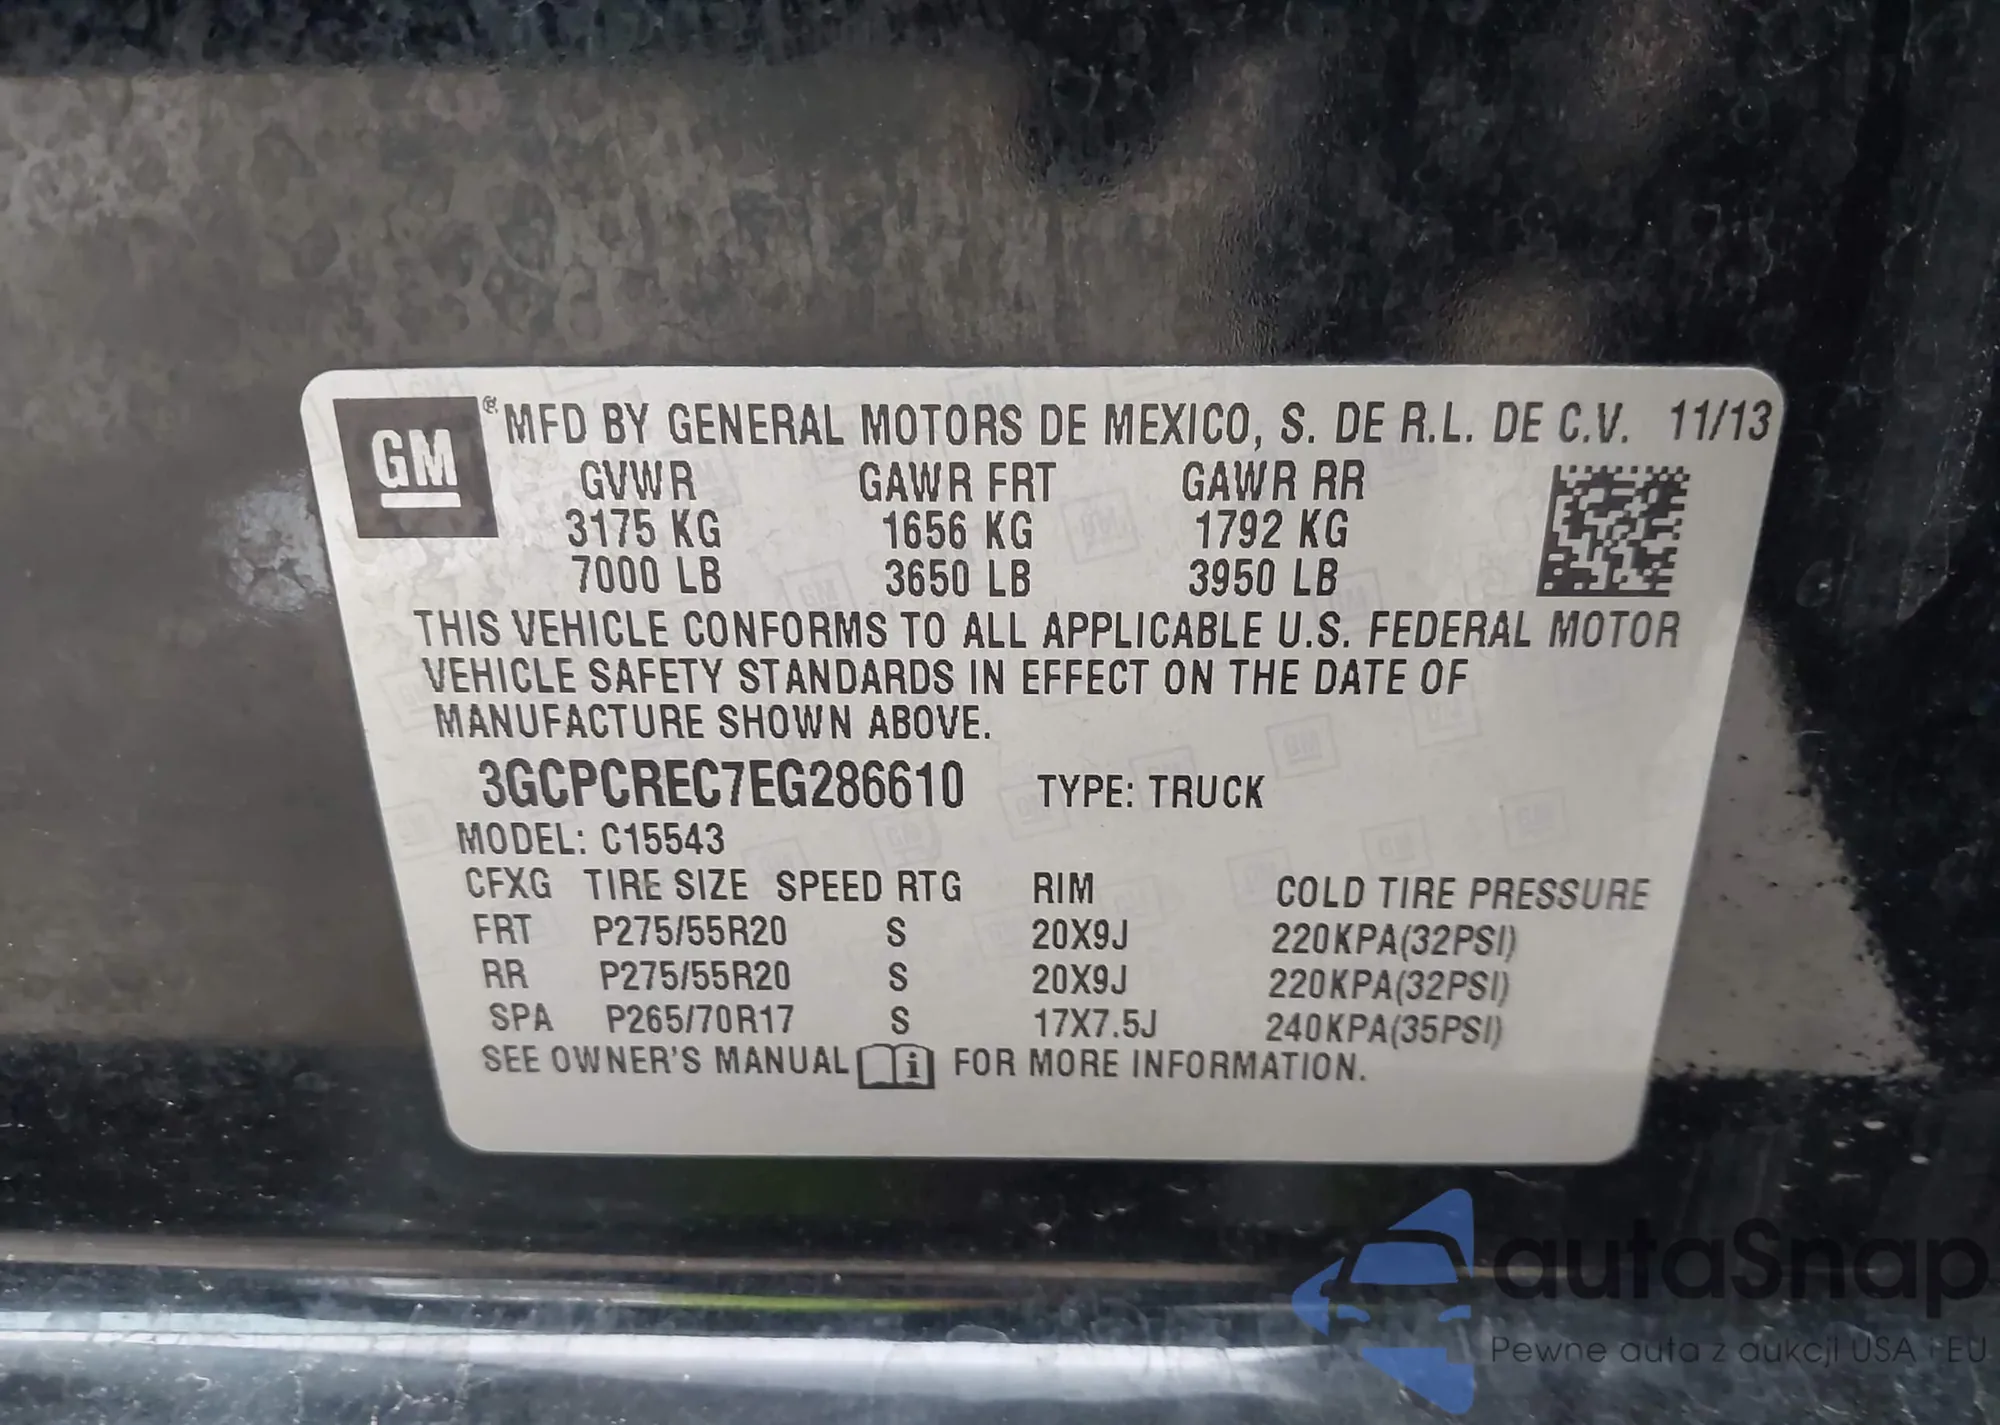 GM ® MFD BY GENERAL MOTORS DE MEXICO, S. DE R.L. DE C.V. 11/13
GVWR GAWR FRT GAWR RR
3175 KG 1656 KG 1792 KG
7000 LB 3650 LB 3950 LB
THIS VEHICLE CONFORMS TO ALL APPLICABLE U.S. FEDERAL MOTOR
VEHICLE SAFETY STANDARDS IN EFFECT ON THE DATE OF
MANUFACTURE SHOWN ABOVE.
3GCPCREC7EG286610 TYPE: TRUCK
MODEL: C15543
CFXG TIRE SIZE SPEED RTG RIM COLD TIRE PRESSURE
FRT P275/55R20 S 20X9J 220KPA(32PSI)
RR P275/55R20 S 20X9J 220KPA(32PSI)
SPA P265/70R17 S 17X7.5J 240KPA(35PSI)
SEE OWNER'S MANUAL i FOR MORE INFORMATION.
autaSnap
Pewne auta z aukcji USA i EU